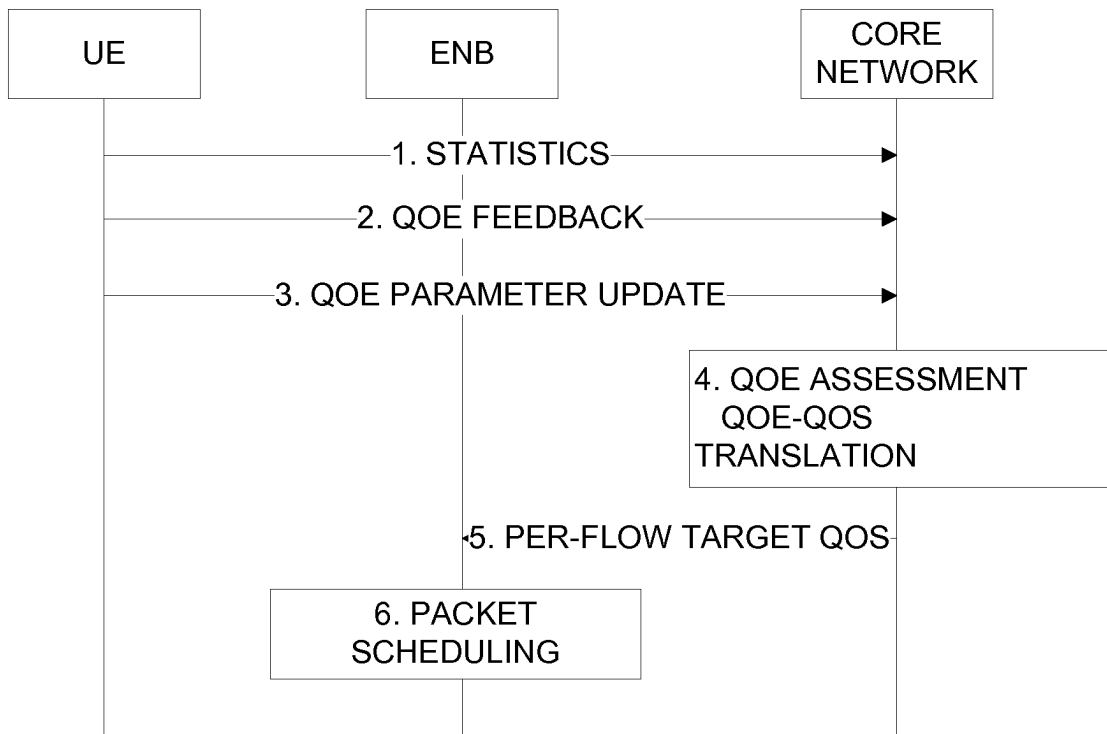 UE
ENB
CORE
NETWORK
1. STATISTICS
2. QOE FEEDBACK
3. QOE PARAMETER UPDATE
4. QOE ASSESSMENT
QOE-QOS
TRANSLATION
5. PER-FLOW TARGET QOS
6. PACKET
SCHEDULING